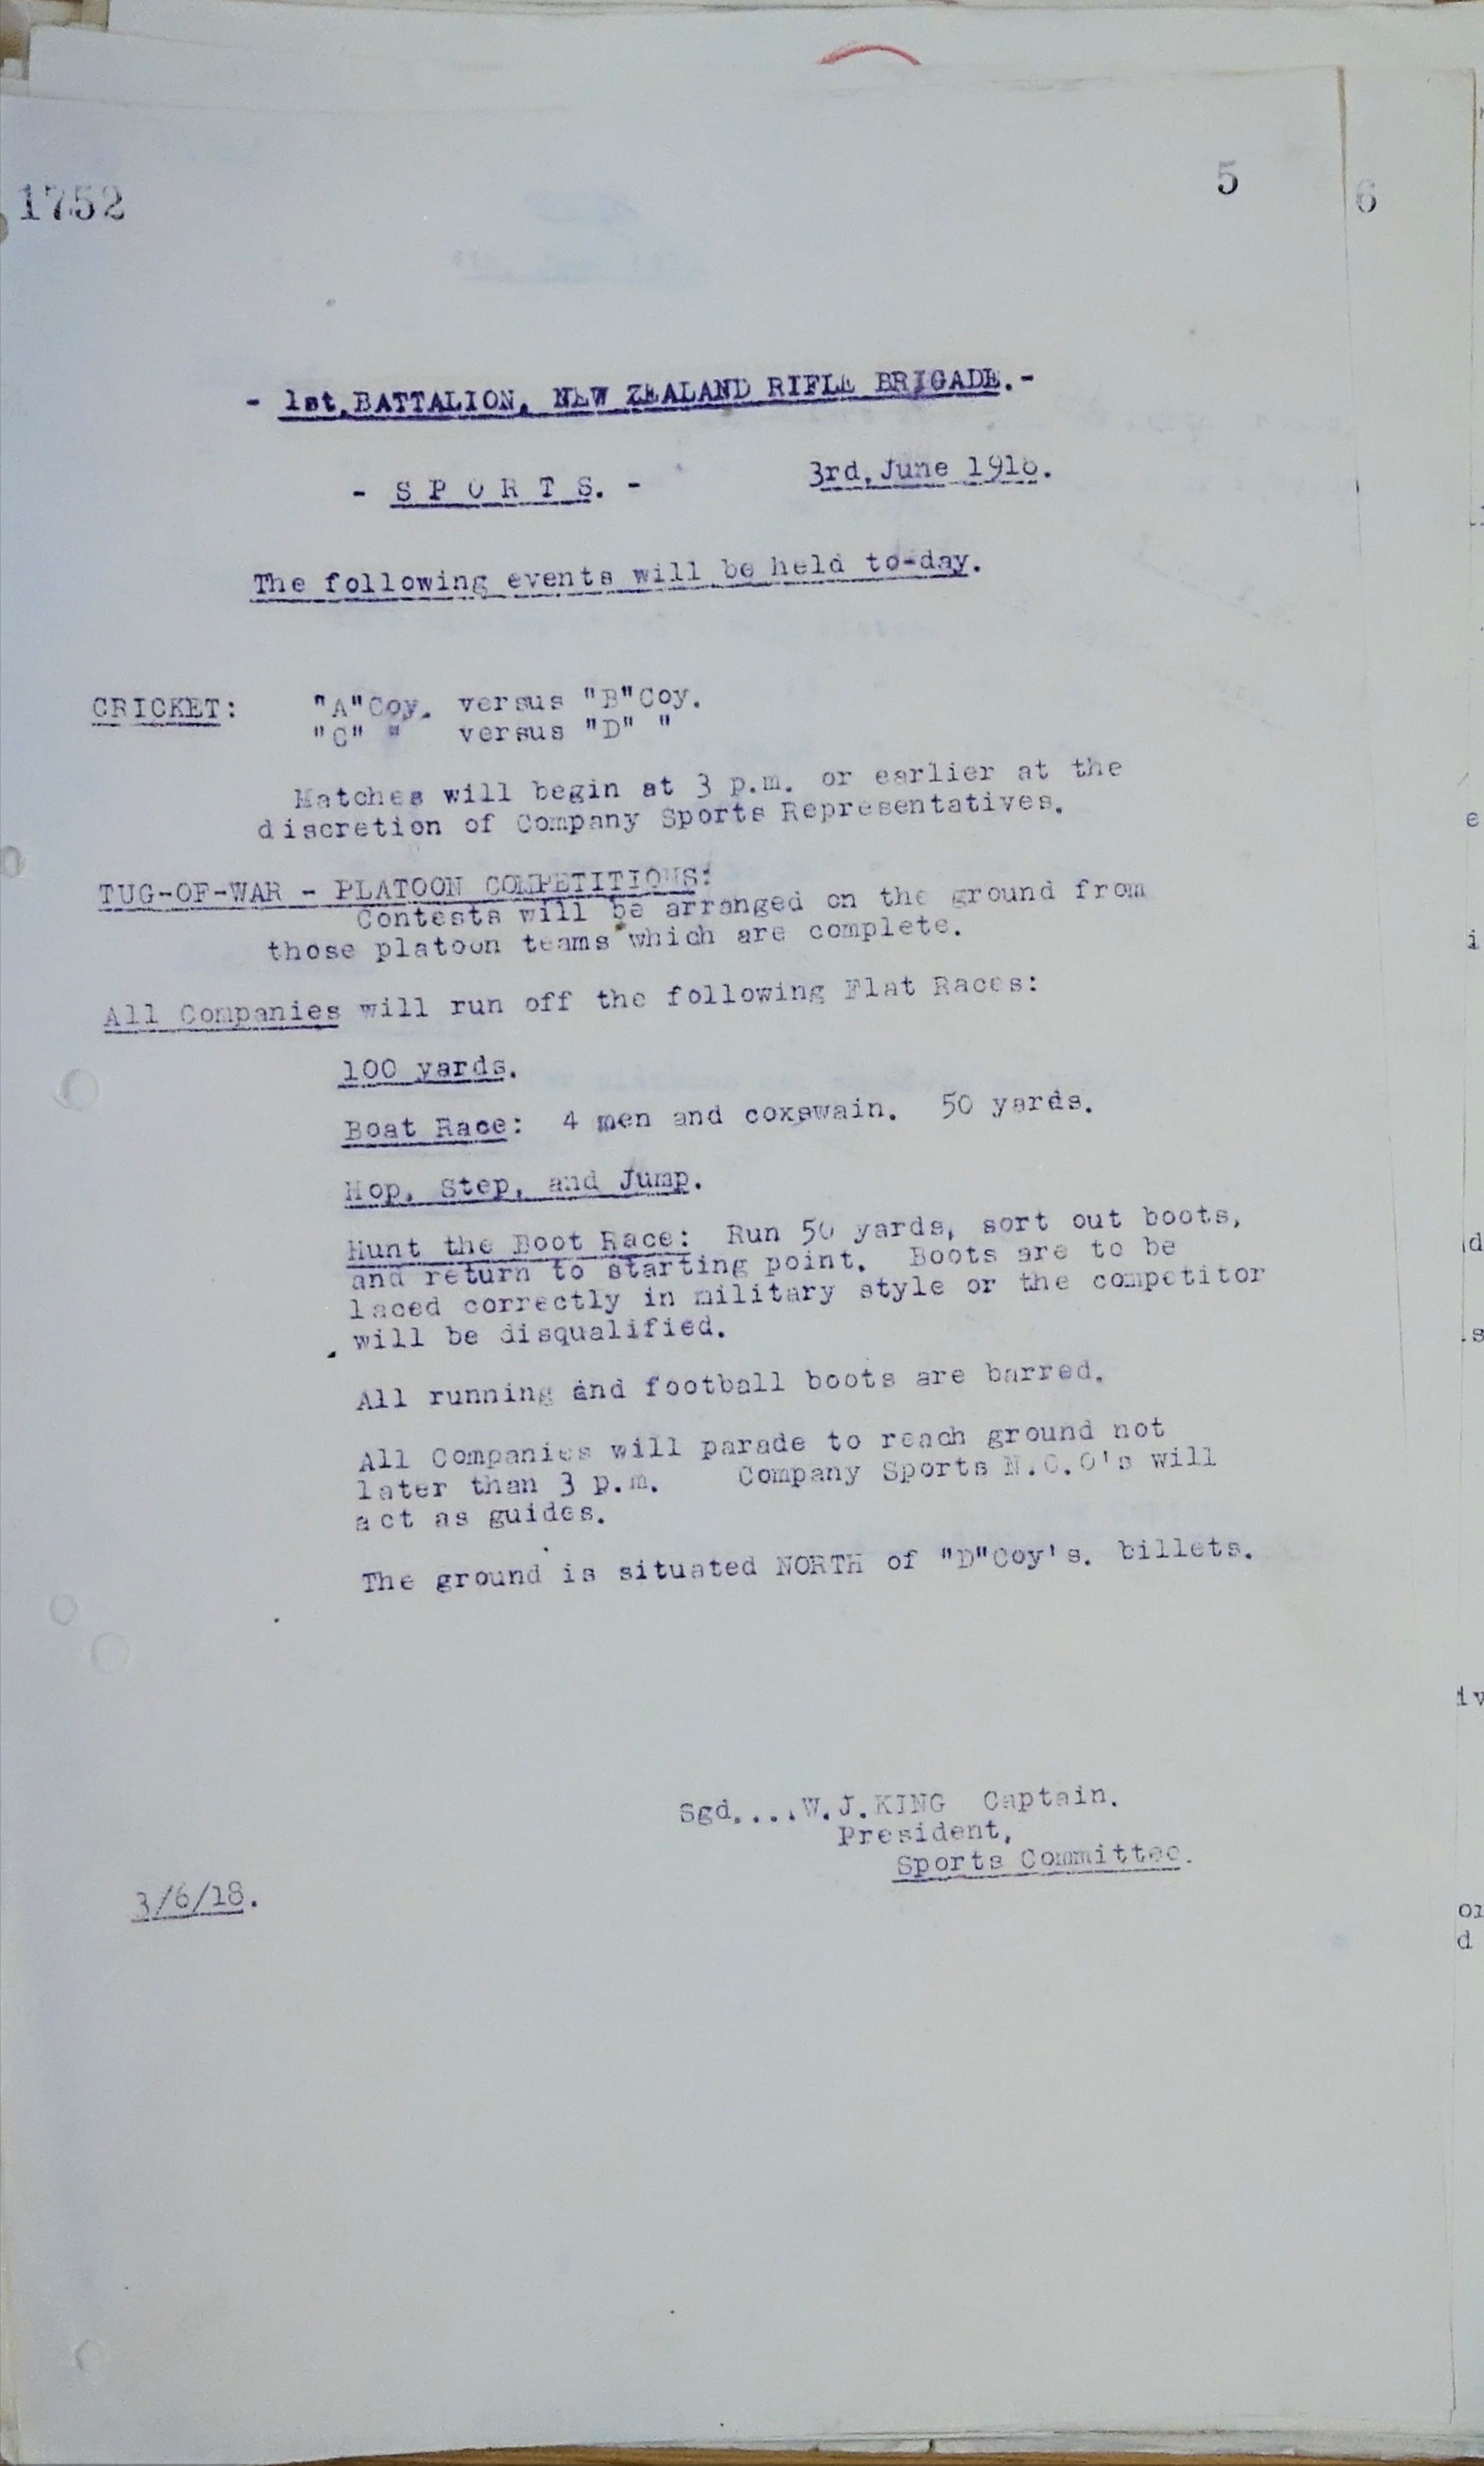 1752
5
6
- 1st.BATTALION, NEW ZEALAND RIFLE BRIGADE.-
- S P O R T S. -
3rd, June 1918.
The following events will be held to-day.
CRICKET: "A"Coy. versus "B"Coy.
"C" " versus "D" "
Matches will begin at 3 p.m. or earlier at the
discretion of Company Sports Representatives.
TUG-OF-WAR - PLATOON COMPETITIONS:
Contests will be arranged on the ground from
those platoon teams which are complete.
All Companies will run off the following Flat Races:
100 yards.
Boat Race: 4 men and coxswain. 50 yards.
Hop, Step, and Jump.
Hunt the Boot Race: Run 50 yards, sort out boots,
and return to starting point. Boots are to be
laced correctly in military style or the competitor
will be disqualified.
All running and football boots are barred.
All Companies will parade to reach ground not
later than 3 p.m. Company Sports N.C.O's will
act as guides.
The ground is situated NORTH of "D"Coy's. billets.
Sgd....W.J.KING Captain.
President,
Sports Committee.
3/6/18.